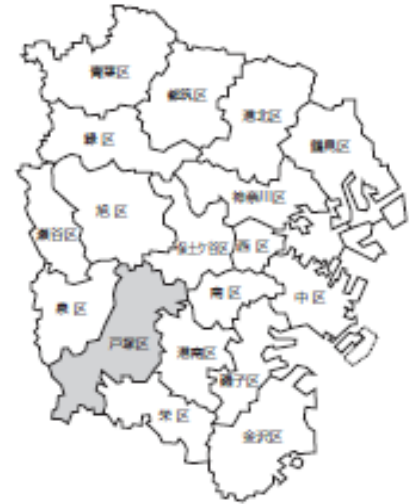 青葉区
都筑区
港北区
緑区
鶴見区
神奈川区
旭区
瀬谷区
保土ケ谷区
西区
南区
中区
泉区
戸塚区
港南区
磯子区
栄区
金沢区